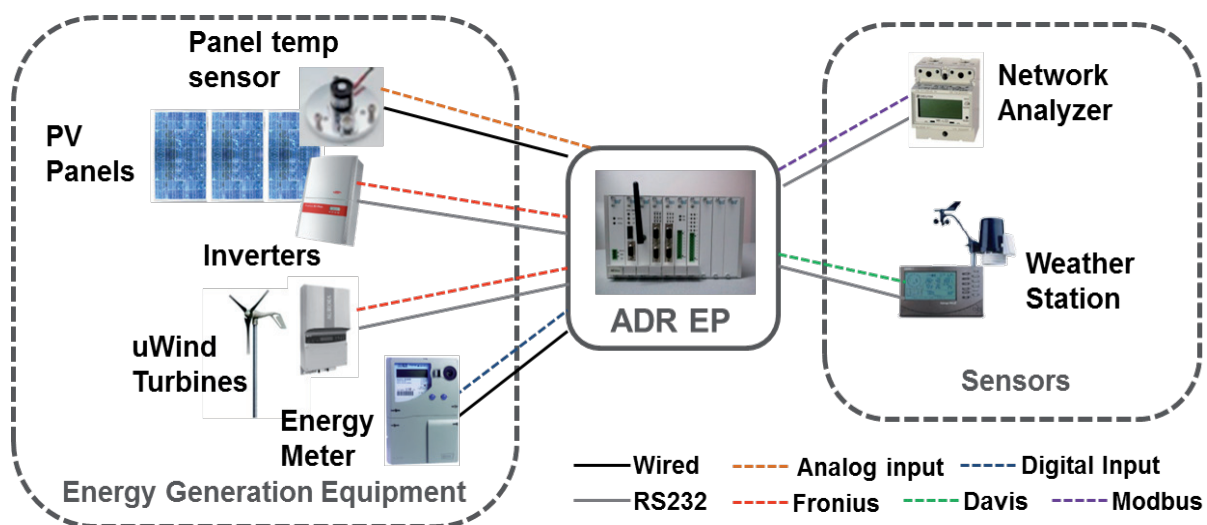 Panel temp
sensor
PV
Panels
Inverters
uWind
Turbines
Energy
Meter
Energy Generation Equipment
ADR EP
Network
Analyzer
Weather
Station
Sensors
Wired
Analog input
Digital Input
RS232
Fronius
Davis
Modbus